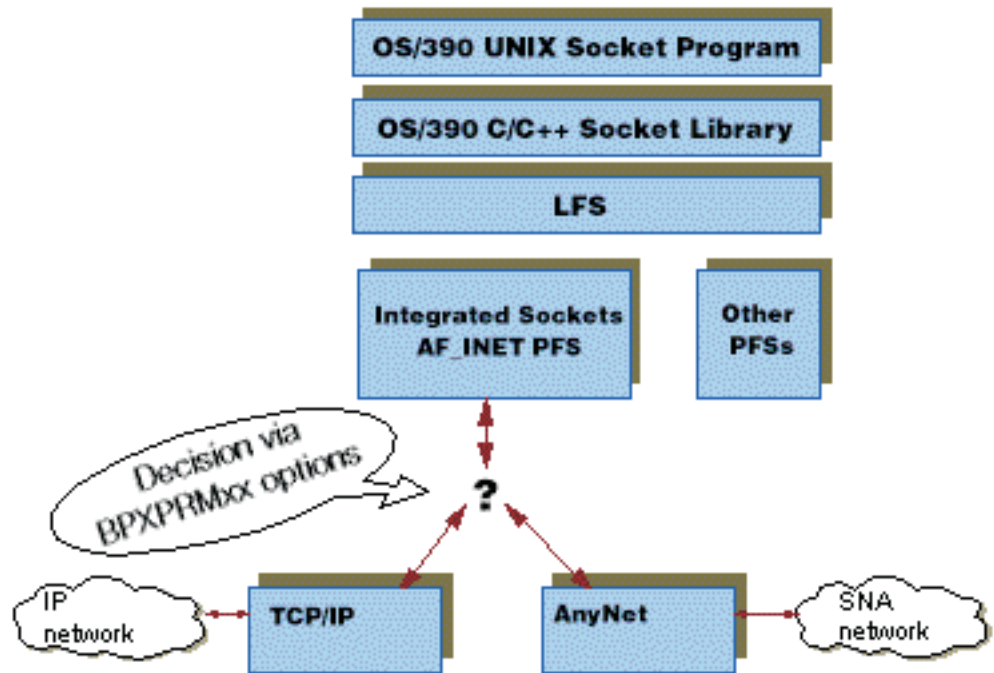 OS/390 UNIX Socket Program
OS/390 C/C++ Socket Library
LFS
Integrated Sockets
AF_INET PFS
Other
PFSs
Decision via
BPXPRMxx options
?
IP
network
TCP/IP
AnyNet
SNA
network